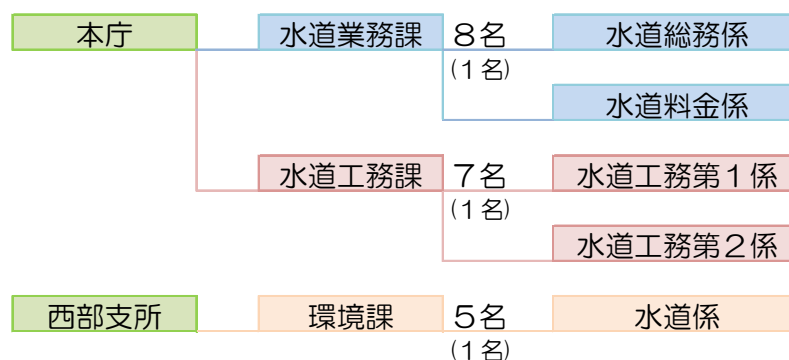 本庁 水道業務課 8名 水道総務係
(1名)
水道料金係
水道工務課 7名 水道工務第1係
(1名)
水道工務第2係
西部支所 環境課 5名 水道係
(1名)